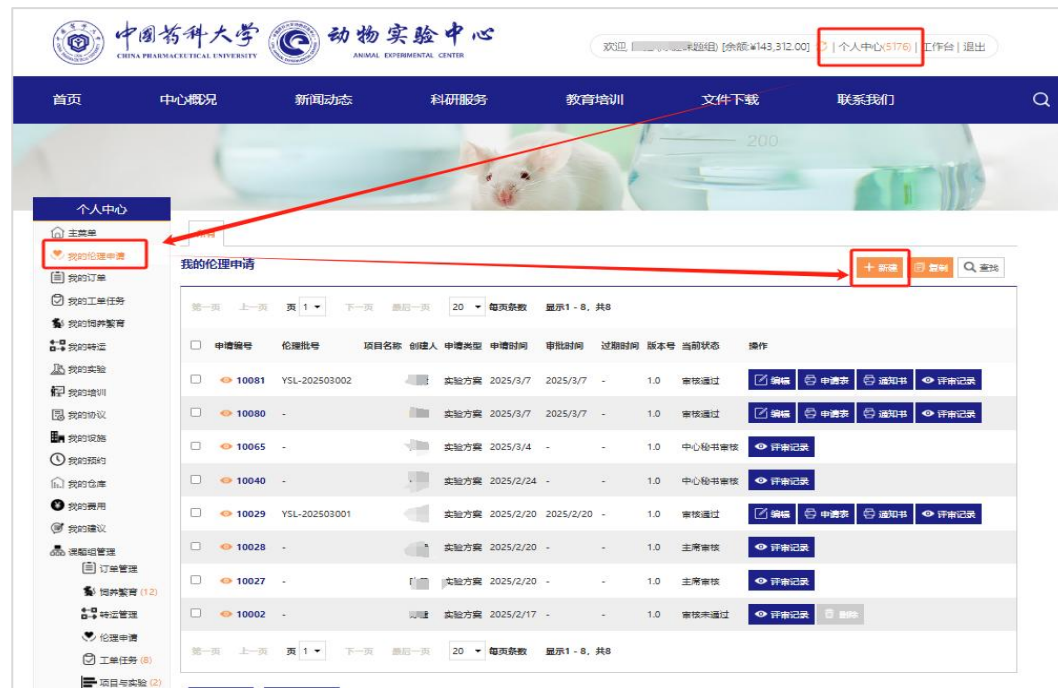 中国药科大学
CHINA PHARMACEUTICAL UNIVERSITY
动物实验中心
ANIMAL EXPERIMENTAL CENTER
欢迎, 课题组) [余额:¥143,312.00] | 个人中心(5176) | 工作台 | 退出
首页 中心概况 新闻动态 科研服务 教育培训 文件下载 联系我们
200
个人中心
主菜单
我的伦理申请
我的订单
我的工单任务
我的饲养繁育
我的转运
我的实验
我的培训
我的协议
我的设施
我的预约
我的仓库
我的费用
我的建议
课题组管理
订单管理
饲养繁育 (12)
转运管理
伦理申请
工单任务 (8)
项目与实验 (2)
我的伦理申请
+ 新建 复制 查找
第一页 上一页 页 1 下一页 最后一页 20 每页条数 显示1 - 8, 共8
申请编号 伦理批号 项目名称 创建人 申请类型 申请时间 审批时间 过期时间 版本号 当前状态 操作
10081 YSL-202503002 实验方案 2025/3/7 2025/3/7 - 1.0 审核通过 编辑 申请表 通知书 评审记录
10080 - 实验方案 2025/3/7 2025/3/7 - 1.0 审核通过 编辑 申请表 通知书 评审记录
10065 - 实验方案 2025/3/4 - - 1.0 中心秘书审核 评审记录
10040 - 实验方案 2025/2/24 - - 1.0 中心秘书审核 评审记录
10029 YSL-202503001 实验方案 2025/2/20 2025/2/20 - 1.0 审核通过 编辑 申请表 通知书 评审记录
10028 - 实验方案 2025/2/20 - - 1.0 主席审核 评审记录
10027 - 实验方案 2025/2/20 - - 1.0 主席审核 评审记录
10002 - 实验方案 2025/2/17 - - 1.0 审核未通过 评审记录 删除
第一页 上一页 页 1 下一页 最后一页 20 每页条数 显示1 - 8, 共8